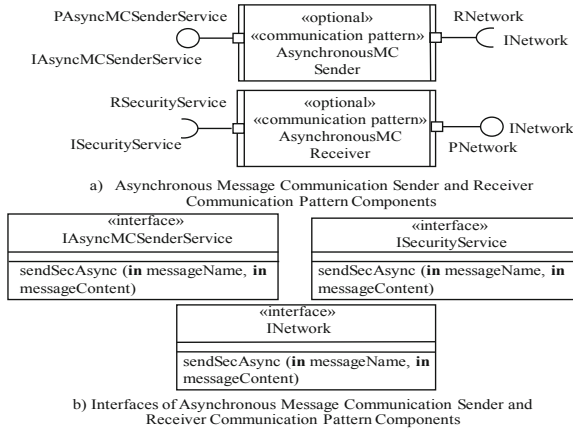 PAsyncMCSenderService
IAsyncMCSenderService
«optional»
«communication pattern»
AsynchronousMC
Sender
RNetwork
INetwork
RSecurityService
ISecurityService
«optional»
«communication pattern»
AsynchronousMC
Receiver
INetwork
PNetwork
a) Asynchronous Message Communication Sender and Receiver
Communication Pattern Components
«interface»
IAsyncMCSenderService
sendSecAsync (in messageName, in
messageContent)
«interface»
ISecurityService
sendSecAsync (in messageName, in
messageContent)
«interface»
INetwork
sendSecAsync (in messageName, in
messageContent)
b) Interfaces of Asynchronous Message Communication Sender and
Receiver Communication Pattern Components